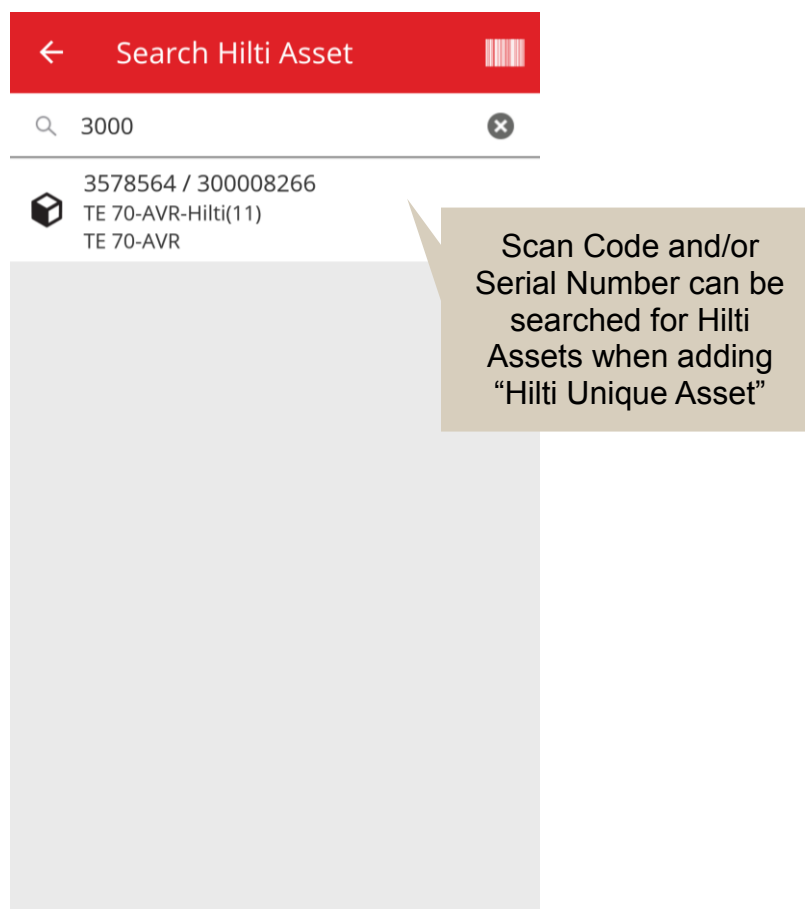 Search Hilti Asset
3000
3578564 / 300008266
TE 70-AVR-Hilti(11)
TE 70-AVR
Scan Code and/or
Serial Number can be
searched for Hilti
Assets when adding
“Hilti Unique Asset”